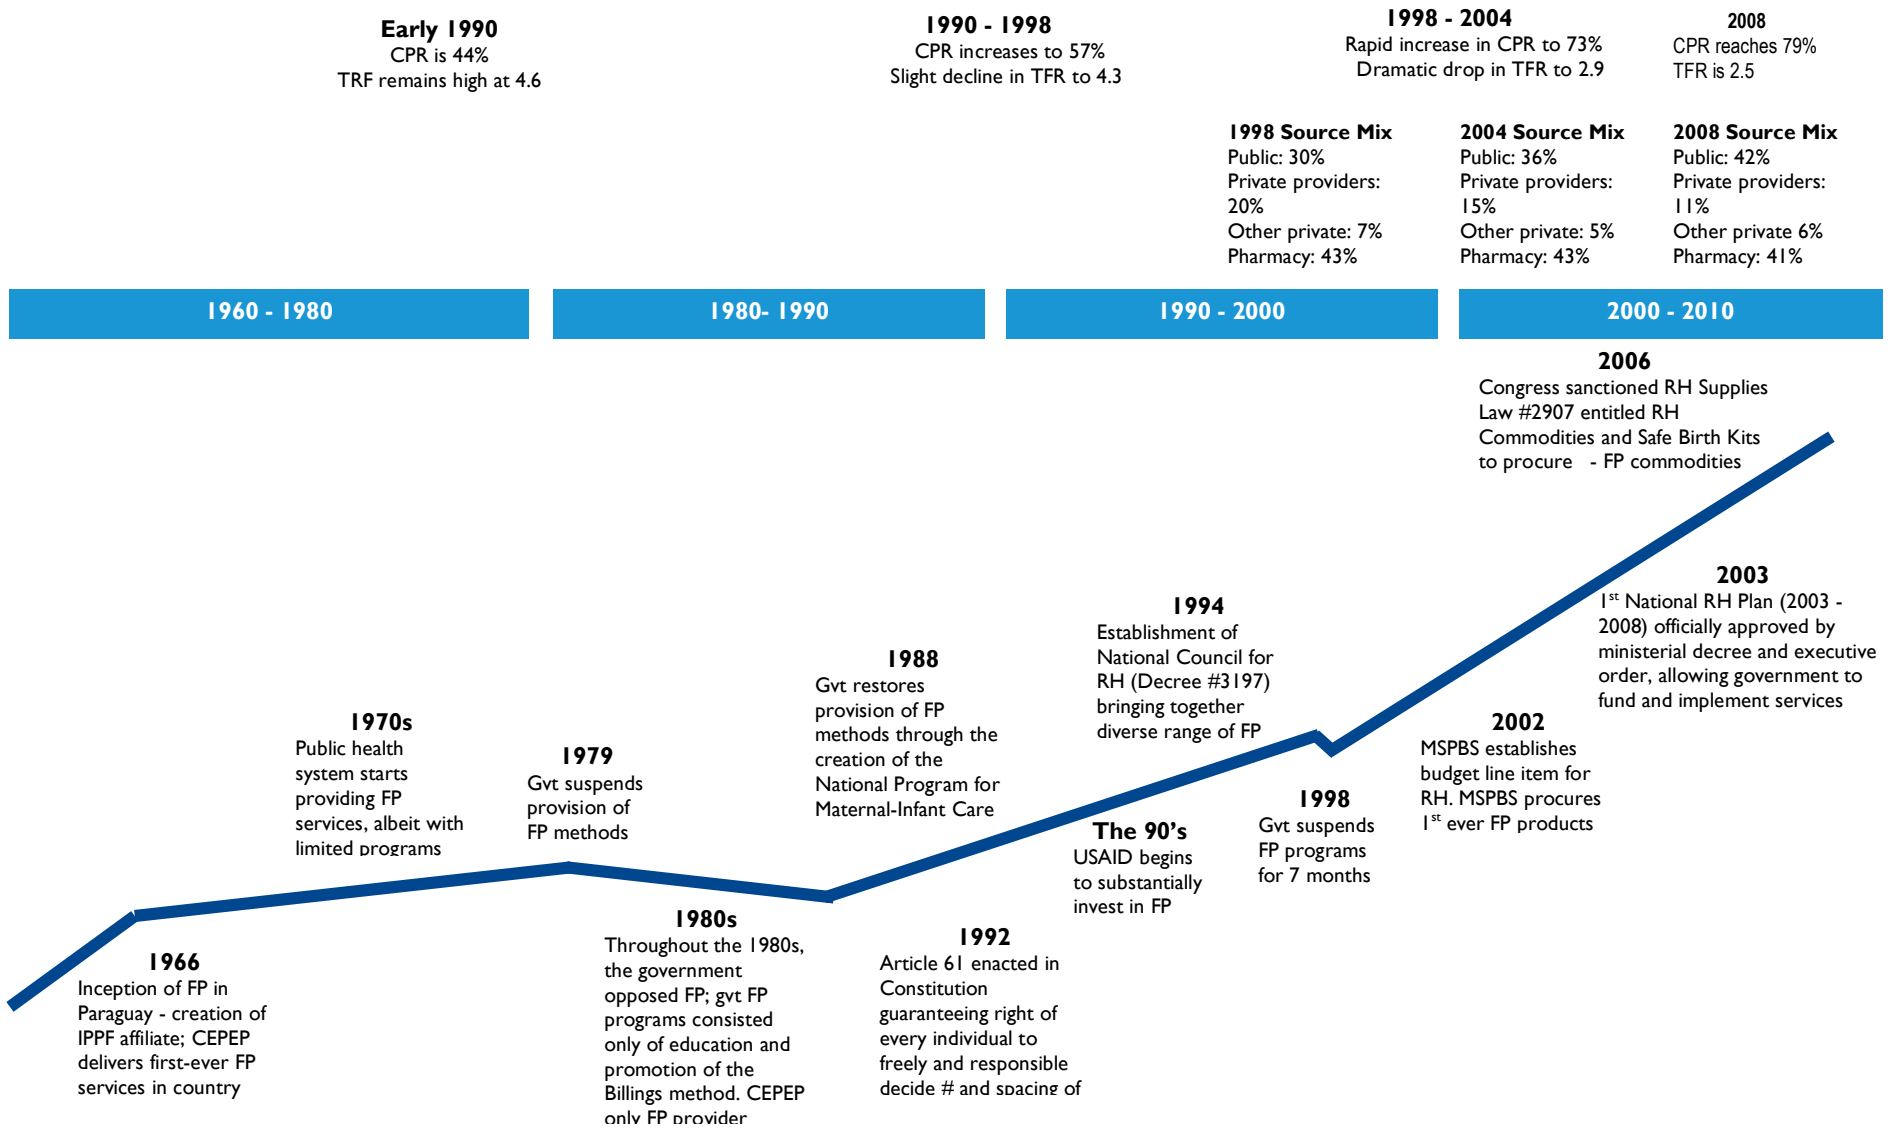 Early 1990
CPR is 44%
TRF remains high at 4.6
1990 - 1998
CPR increases to 57%
Slight decline in TFR to 4.3
1998 - 2004
Rapid increase in CPR to 73%
Dramatic drop in TFR to 2.9
2008
CPR reaches 79%
TFR is 2.5
1998 Source Mix
Public: 30%
Private providers:
20%
Other private: 7%
Pharmacy: 43%
2004 Source Mix
Public: 36%
Private providers:
15%
Other private: 5%
Pharmacy: 43%
2008 Source Mix
Public: 42%
Private providers:
11%
Other private 6%
Pharmacy: 41%
1960 - 1980
1980- 1990
1990 - 2000
2000 - 2010
2006
Congress sanctioned RH Supplies
Law #2907 entitled RH
Commodities and Safe Birth Kits
to procure - FP commodities
2003
1st National RH Plan (2003 -
2008) officially approved by
ministerial decree and executive
order, allowing government to
fund and implement services
1994
Establishment of
National Council for
RH (Decree #3197)
bringing together
diverse range of FP
1988
Gvt restores
provision of FP
methods through the
creation of the
National Program for
Maternal-Infant Care
1970s
Public health
system starts
providing FP
services, albeit with
limited programs
1979
Gvt suspends
provision of
FP methods
2002
MSPBS establishes
budget line item for
RH. MSPBS procures
1st ever FP products
1998
Gvt suspends
FP programs
for 7 months
The 90's
USAID begins
to substantially
invest in FP
1966
Inception of FP in
Paraguay - creation of
IPPF affiliate; CEPEP
delivers first-ever FP
services in country
1980s
Throughout the 1980s,
the government
opposed FP; gvt FP
programs consisted
only of education and
promotion of the
Billings method. CEPEP
only FP provider
1992
Article 61 enacted in
Constitution
guaranteeing right of
every individual to
freely and responsible
decide # and spacing of